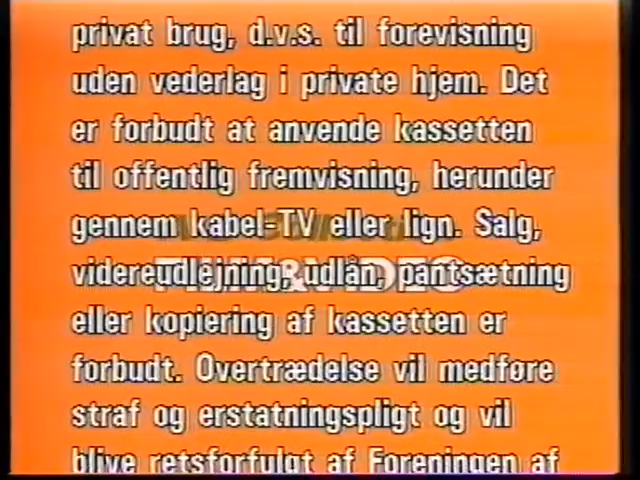 privat brug, d.v.s. til forevisning
uden vederlag i private hjem. Det
er forbudt at anvende kassetten
til offentlig fremvisning, herunder
gennem kabel-TV eller lign. Salg,
videreudlejning, udlån, pantsætning
FILM&VIDEO
eller kopiering af kassetten er
forbudt. Overtrædelse vil medføre
straf og erstatningspligt og vil
blive retsforfulgt af Foreningen af